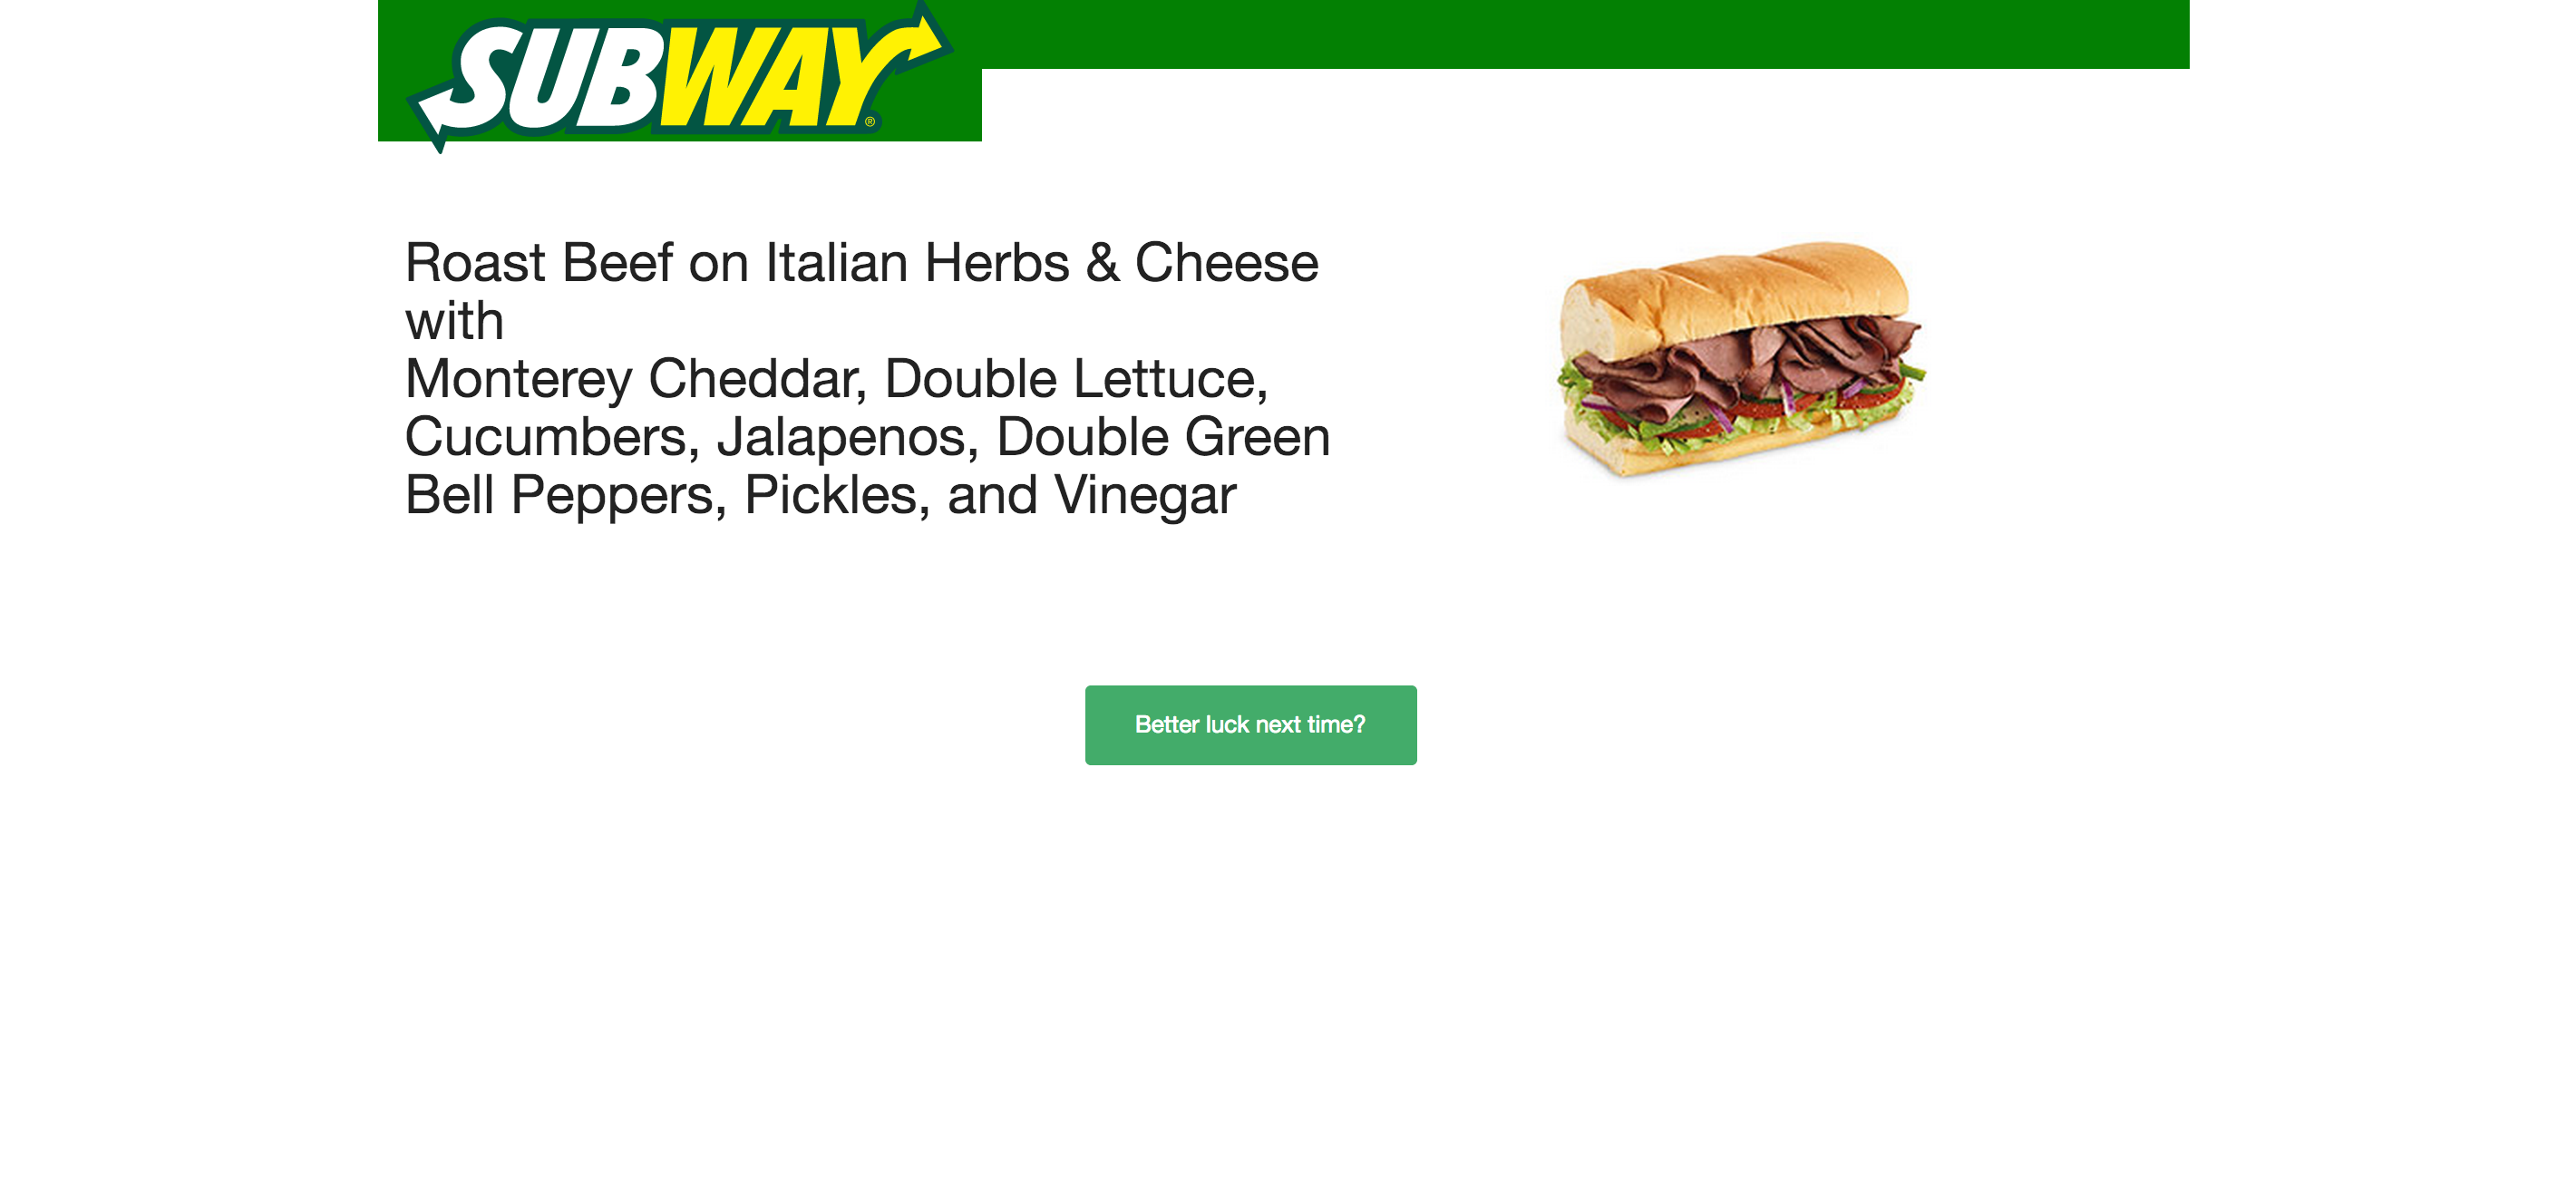 SUBWAY®
Roast Beef on Italian Herbs & Cheese
with
Monterey Cheddar, Double Lettuce,
Cucumbers, Jalapenos, Double Green
Bell Peppers, Pickles, and Vinegar
Better luck next time?